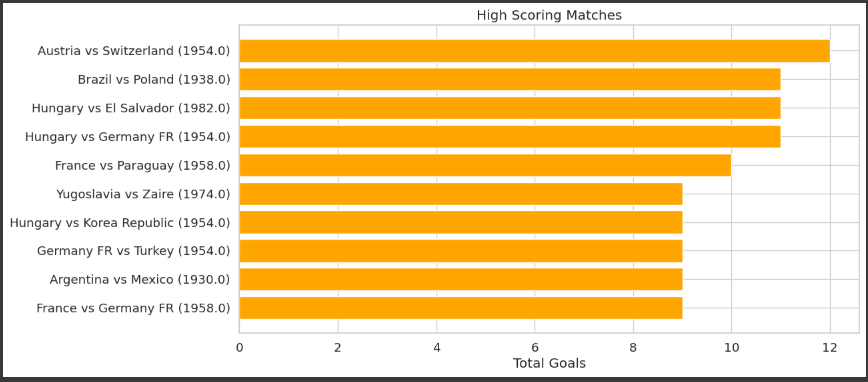 High Scoring Matches
Austria vs Switzerland (1954.0)
Brazil vs Poland (1938.0)
Hungary vs El Salvador (1982.0)
Hungary vs Germany FR (1954.0)
France vs Paraguay (1958.0)
Yugoslavia vs Zaire (1974.0)
Hungary vs Korea Republic (1954.0)
Germany FR vs Turkey (1954.0)
Argentina vs Mexico (1930.0)
France vs Germany FR (1958.0)
0 2 4 6 8 10 12
Total Goals